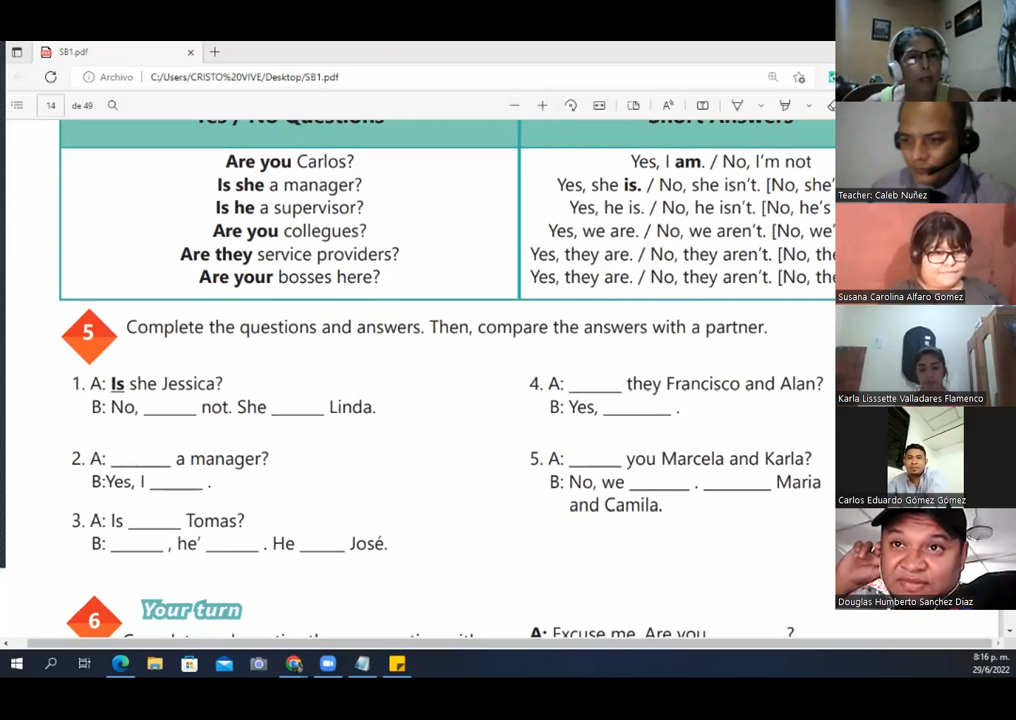 SB1.pdf
Archivo C:/Users/CRISTO%20VIVE/Desktop/SB1.pdf
14 de 49
Yes / No Questions Short Answers
Are you Carlos? Yes, I am. / No, I'm not
Is she a manager? Yes, she is. / No, she isn't. [No, she'
Is he a supervisor? Yes, he is. / No, he isn't. [No, he's
Are you collegues? Yes, we are. / No, we aren't. [No, we'
Are they service providers? Yes, they are. / No, they aren't. [No, the
Are your bosses here? Yes, they are. / No, they aren't. [No, the
5 Complete the questions and answers. Then, compare the answers with a partner.
1. A: Is she Jessica?
B: No, ______ not. She ______ Linda.
2. A: _______ a manager?
B:Yes, I ______ .
3. A: Is ______ Tomas?
B: ______ , he' ______ . He _____ José.
4. A: ______ they Francisco and Alan?
B: Yes, ________ .
5. A: ______ you Marcela and Karla?
B: No, we _______ . ________ Maria
and Camila.
6 Your turn
A: Excuse me. Are you ________?
Teacher: Caleb Nuñez
Susana Carolina Alfaro Gomez
Karla Lisssette Valladares Flamenco
Carlos Eduardo Gómez Gómez
Douglas Humberto Sanchez Diaz
8:16 p. m.
29/6/2022